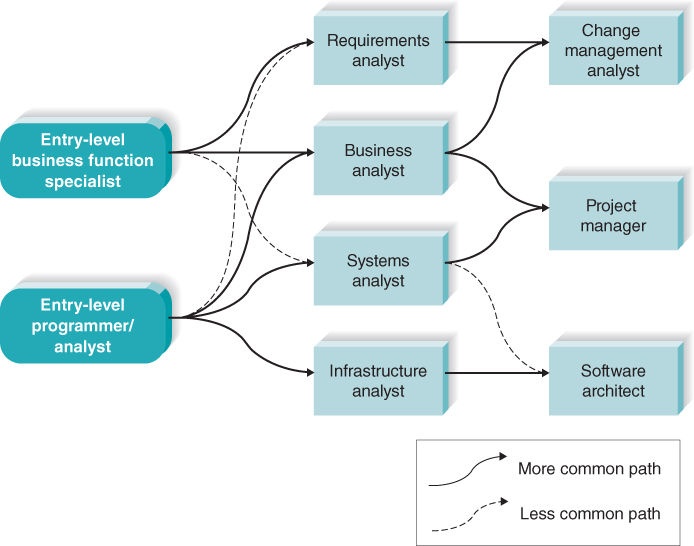 Entry-level
business function
specialist
Entry-level
programmer/
analyst
Requirements
analyst
Business
analyst
Systems
analyst
Infrastructure
analyst
Change
management
analyst
Project
manager
Software
architect
More common path
Less common path